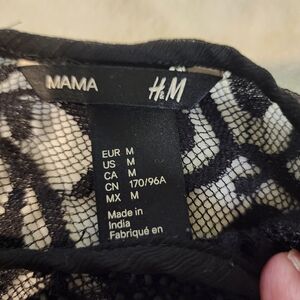 MAMA H&M
EUR M
US M
CA M
CN 170/96A
MX M
Made in
India
Fabriqué en